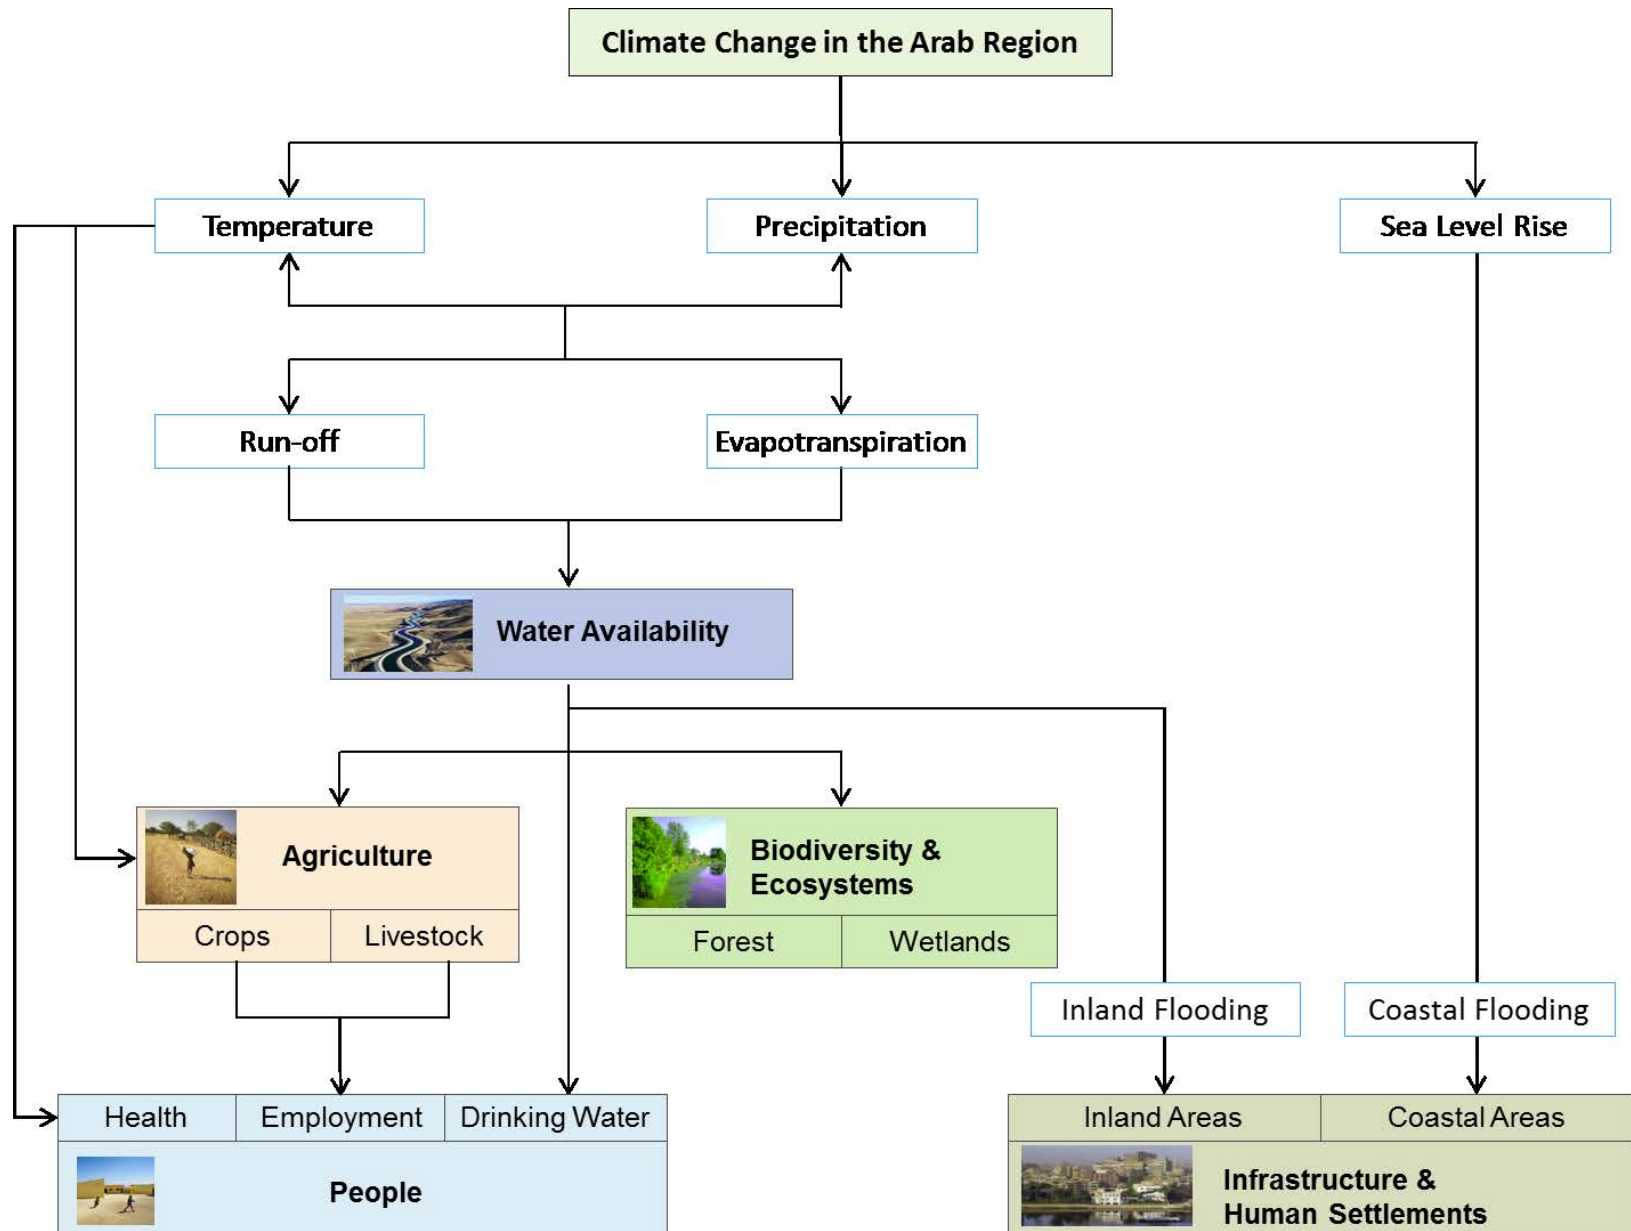 Climate Change in the Arab Region
Temperature
Precipitation
Sea Level Rise
Run-off
Evapotranspiration
Water Availability
Agriculture
Crops
Livestock
Biodiversity &
Ecosystems
Forest
Wetlands
Inland Flooding
Coastal Flooding
Health
Employment
Drinking Water
People
Inland Areas
Coastal Areas
Infrastructure &
Human Settlements